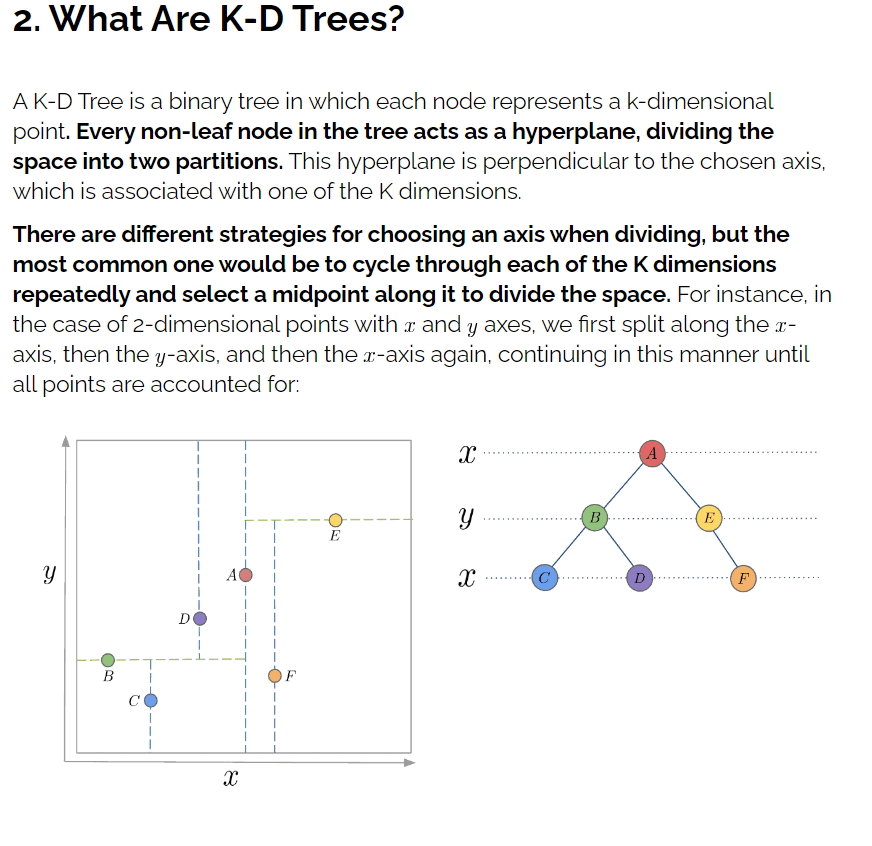 2. What Are K-D Trees?
A K-D Tree is a binary tree in which each node represents a k-dimensional
point. Every non-leaf node in the tree acts as a hyperplane, dividing the
space into two partitions. This hyperplane is perpendicular to the chosen axis,
which is associated with one of the K dimensions.
There are different strategies for choosing an axis when dividing, but the
most common one would be to cycle through each of the K dimensions
repeatedly and select a midpoint along it to divide the space. For instance, in
the case of 2-dimensional points with x and y axes, we first split along the x-
axis, then the y-axis, and then the x-axis again, continuing in this manner until
all points are accounted for:
E
y
A
D
B
C
F
x
x
A
y
B
E
x
C
D
F